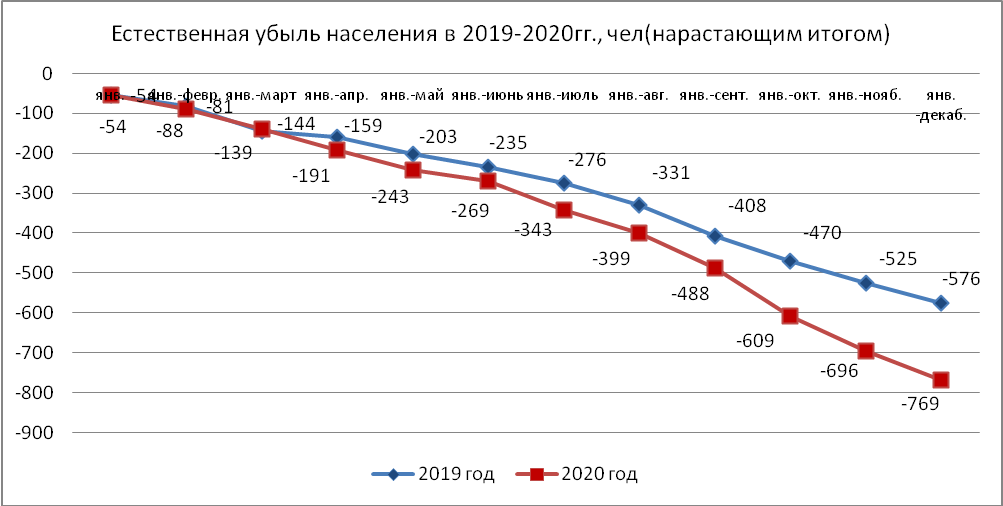 Естественная убыль населения в 2019-2020гг., чел(нарастающим итогом)
0
-100
-200
-300
-400
-500
-600
-700
-800
-900
янв. янв.-февр. янв.-март янв.-апр. янв.-май янв.-июнь янв.-июль янв.-авг. янв.-сент. янв.-окт. янв.-нояб. янв.
-декаб.
-54 -81 -144 -159 -203 -235 -276 -331 -408 -470 -525 -576
-54 -88 -139 -191 -243 -269 -343 -399 -488 -609 -696 -769
2019 год 2020 год